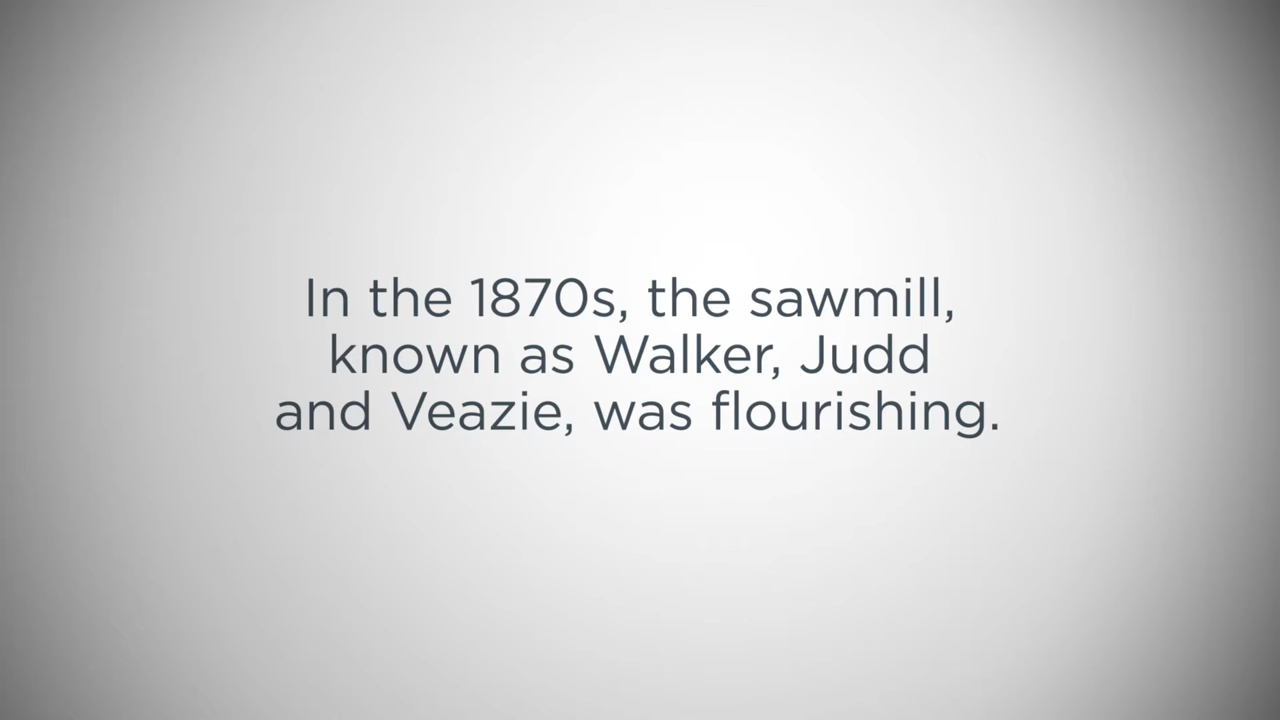 In the 1870s, the sawmill,
known as Walker, Judd
and Veazie, was flourishing.